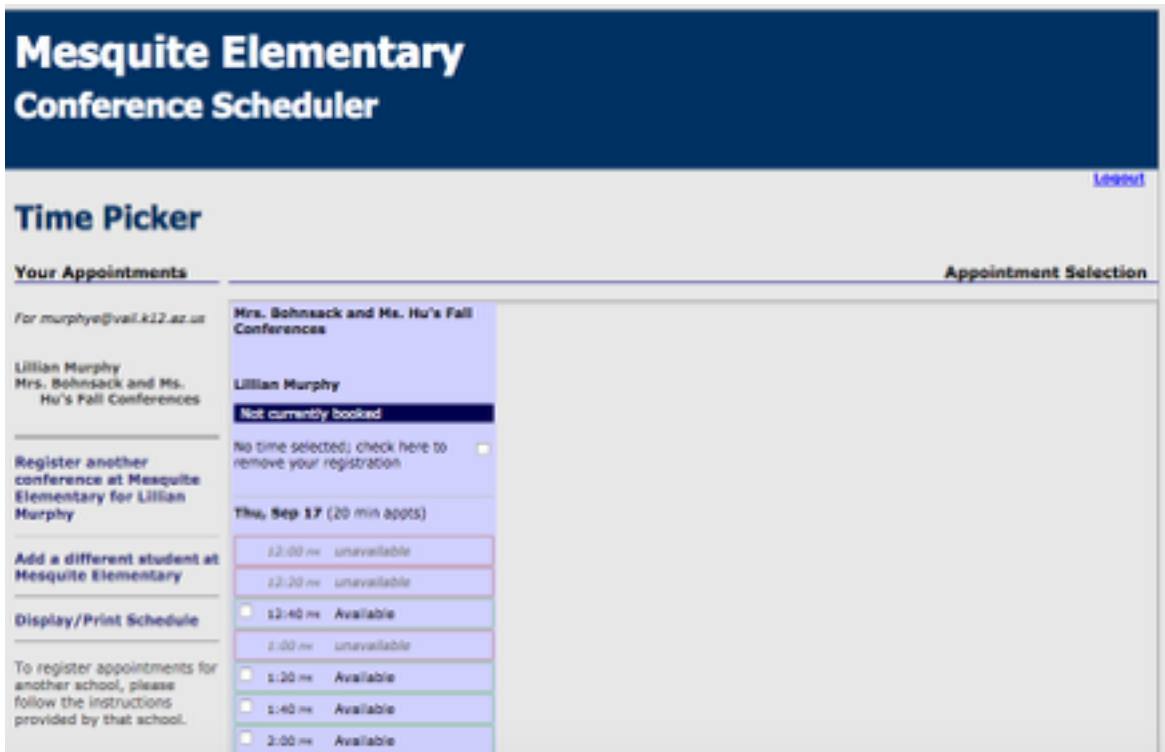 Mesquite Elementary
Conference Scheduler
Logout
Time Picker
Your Appointments
Appointment Selection
For murphye@vail.k12.az.us
Lillian Murphy
Mrs. Bohnsack and Ms.
Hu's Fall Conferences
Register another
conference at Mesquite
Elementary for Lillian
Murphy
Add a different student at
Mesquite Elementary
Display/Print Schedule
To register appointments for
another school, please
follow the instructions
provided by that school.
Mrs. Bohnsack and Ms. Hu's Fall
Conferences
Lillian Murphy
Not currently booked
No time selected; check here to
remove your registration
Thu, Sep 17 (20 min appts)
12:00 PM unavailable
12:20 PM unavailable
12:40 PM Available
1:00 PM unavailable
1:20 PM Available
1:40 PM Available
2:00 PM Available